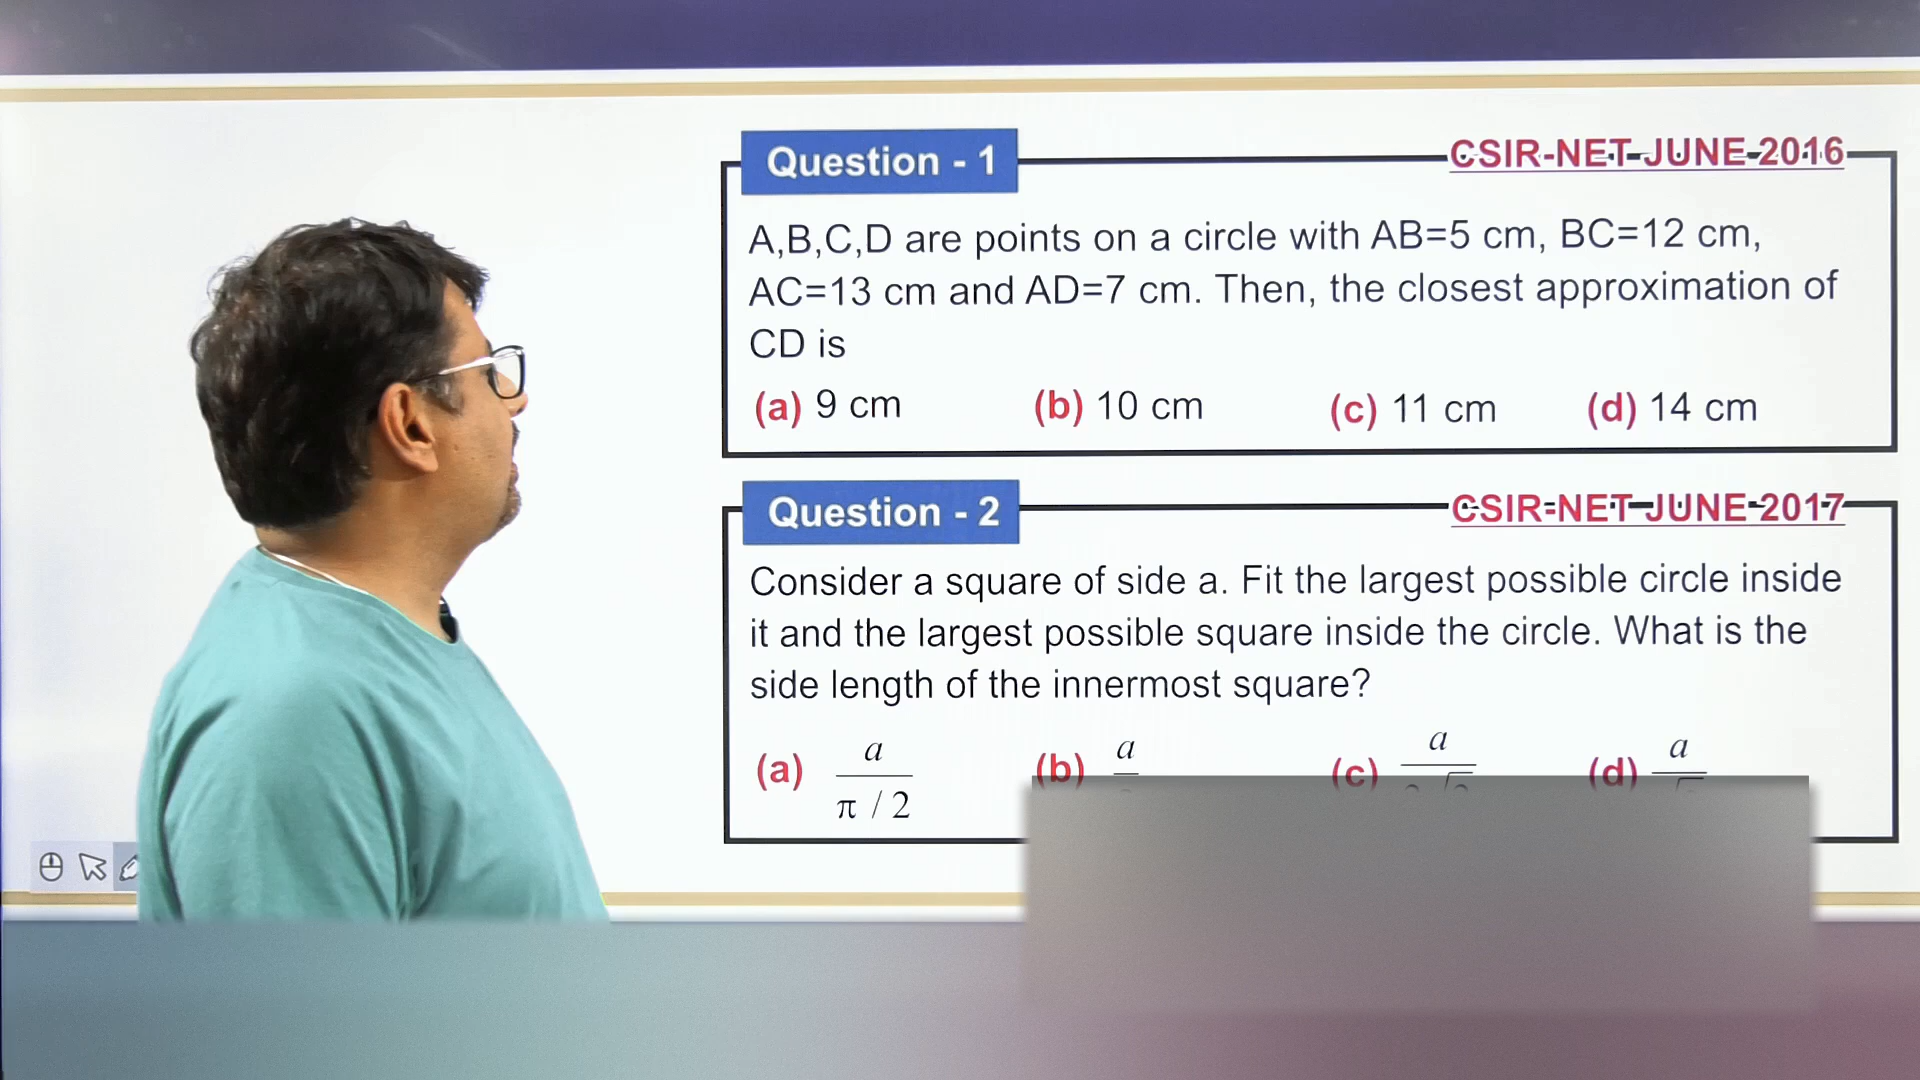 Question - 1
CSIR-NET-JUNE-2016
A,B,C,D are points on a circle with AB=5 cm, BC=12 cm,
AC=13 cm and AD=7 cm. Then, the closest approximation of
CD is
(a) 9 cm (b) 10 cm (c) 11 cm (d) 14 cm
Question - 2
CSIR-NET-JUNE-2017
Consider a square of side a. Fit the largest possible circle inside
it and the largest possible square inside the circle. What is the
side length of the innermost square?
(a) a / π / 2 (b) a (c) a (d) a